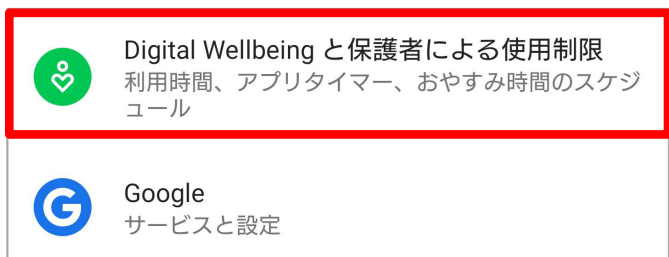 Digital Wellbeing と保護者による使用制限
利用時間、アプリタイマー、おやすみ時間のスケジ
ュール
Google
サービスと設定